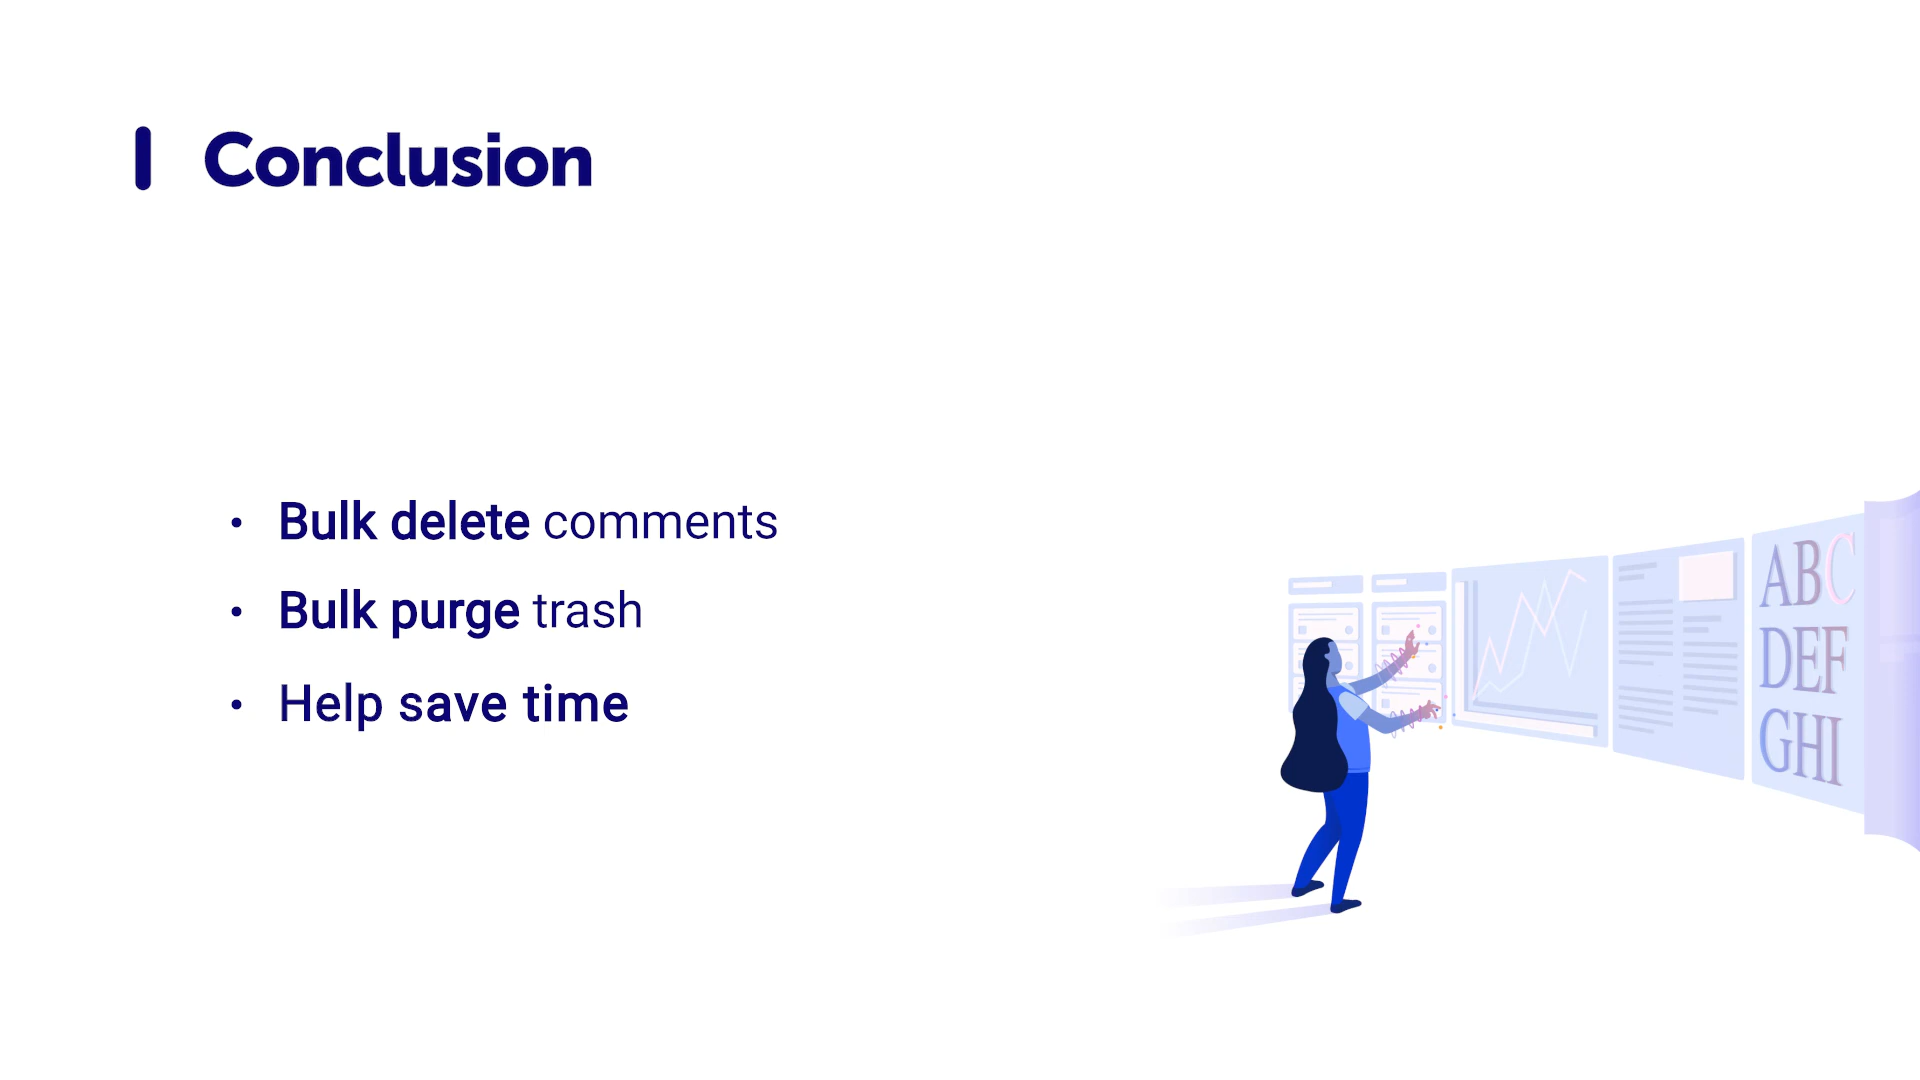 Conclusion
• Bulk delete comments
• Bulk purge trash
• Help save time
ABC
DEF
GHI